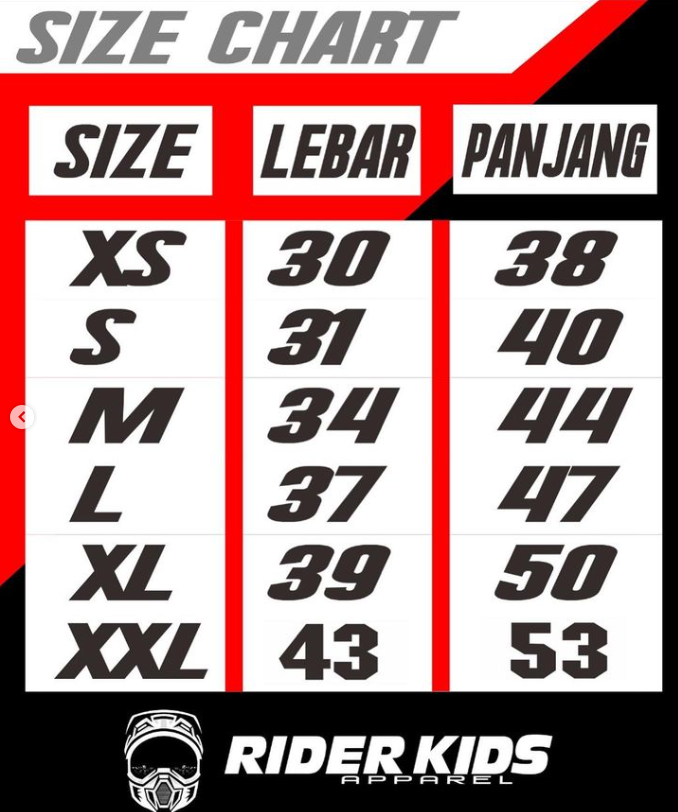 SIZE CHART
SIZE LEBAR PANJANG
XS 30 38
S 31 40
M 34 44
L 37 47
XL 39 50
XXL 43 53
RIDER KIDS
APPAREL